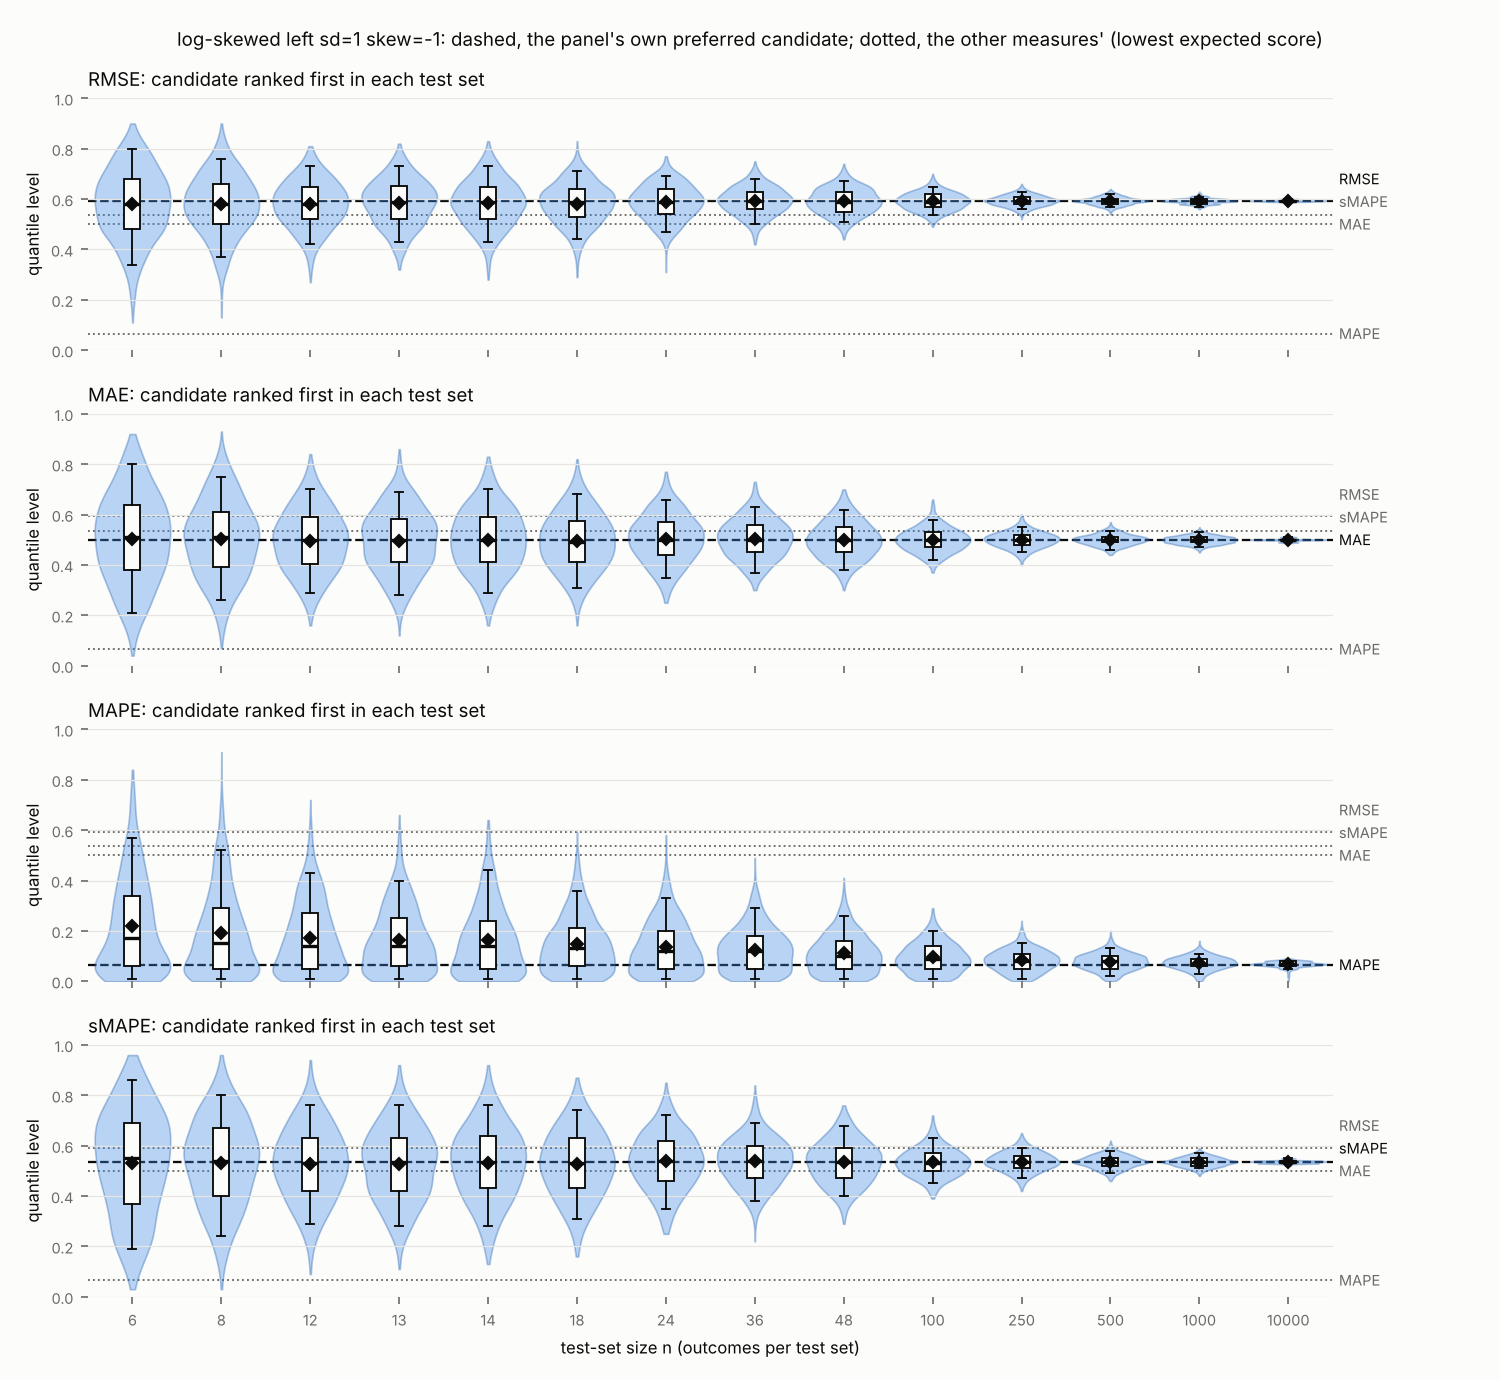 log-skewed left sd=1 skew=-1: dashed, the panel's own preferred candidate; dotted, the other measures' (lowest expected score)
RMSE: candidate ranked first in each test set
quantile level
1.0
0.8
0.6
0.4
0.2
0.0
RMSE
sMAPE
MAE
MAPE
MAE: candidate ranked first in each test set
quantile level
1.0
0.8
0.6
0.4
0.2
0.0
RMSE
sMAPE
MAE
MAPE
MAPE: candidate ranked first in each test set
quantile level
1.0
0.8
0.6
0.4
0.2
0.0
RMSE
sMAPE
MAE
MAPE
sMAPE: candidate ranked first in each test set
quantile level
1.0
0.8
0.6
0.4
0.2
0.0
RMSE
sMAPE
MAE
MAPE
6 8 12 13 14 18 24 36 48 100 250 500 1000 10000
test-set size n (outcomes per test set)